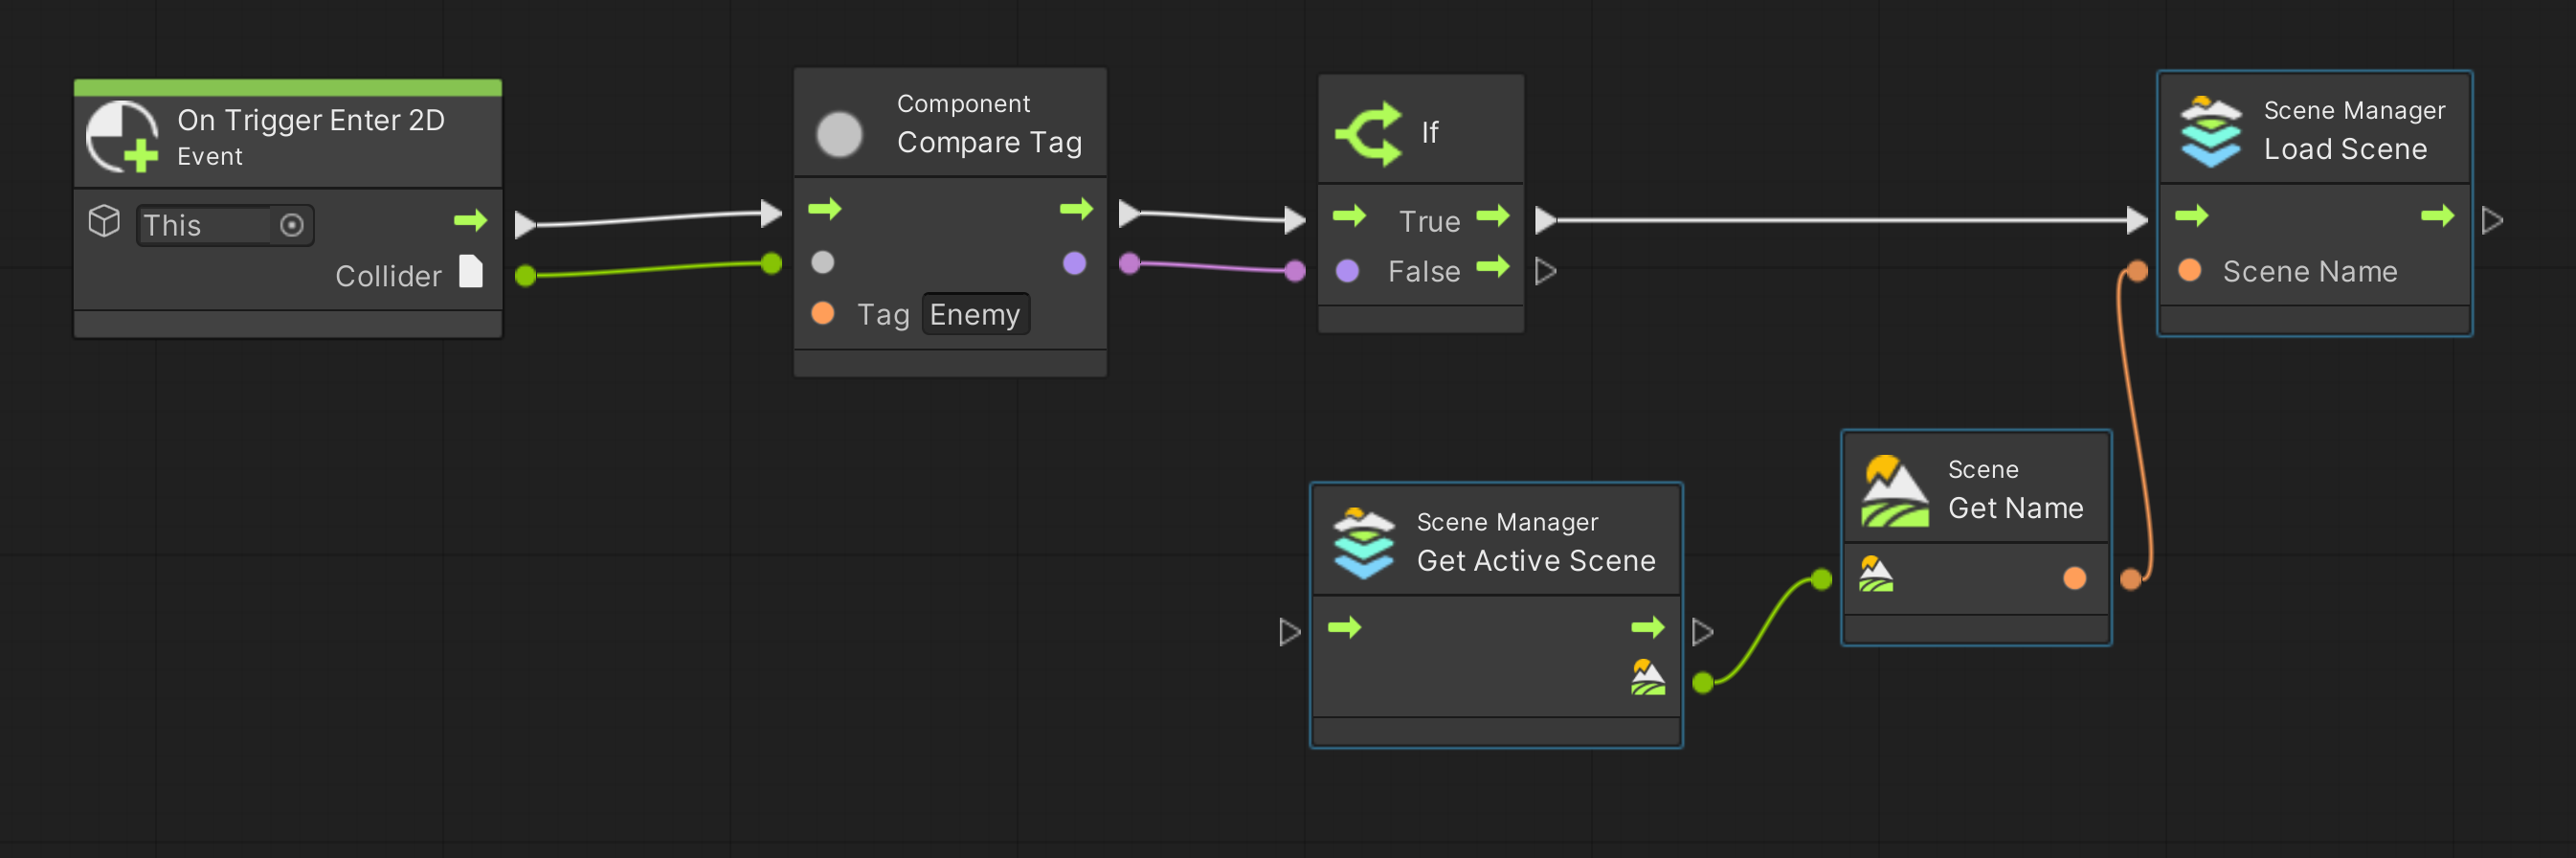 On Trigger Enter 2D
Event
This
Collider
Component
Compare Tag
Tag Enemy
If
True
False
Scene Manager
Load Scene
Scene Name
Scene Manager
Get Active Scene
Scene
Get Name